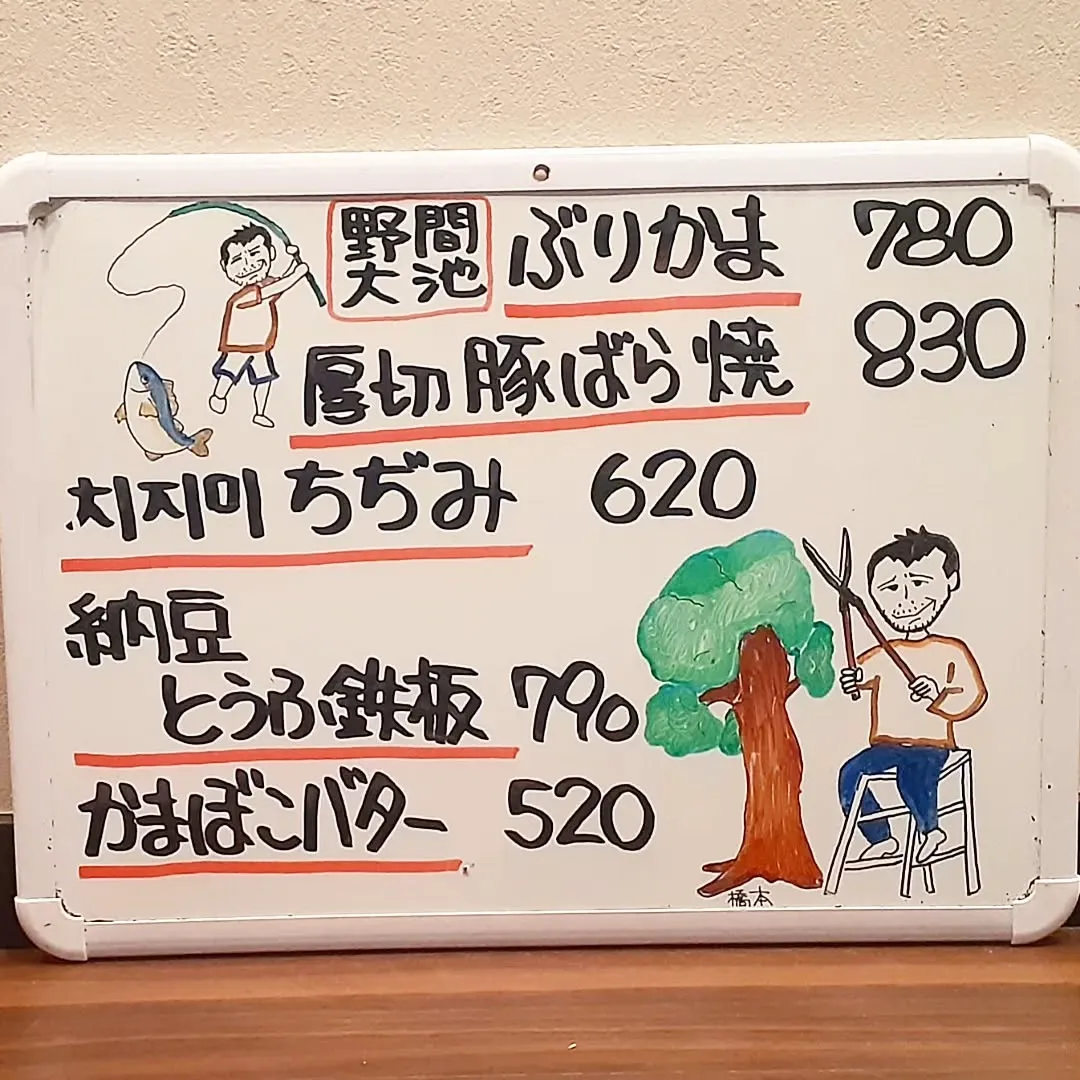 野間
大池 ぶりかま 780
厚切豚ばら焼 830
치지미 ちぢみ 620
納豆
とうふ鉄板 790
かまぼこバター 520
橋本